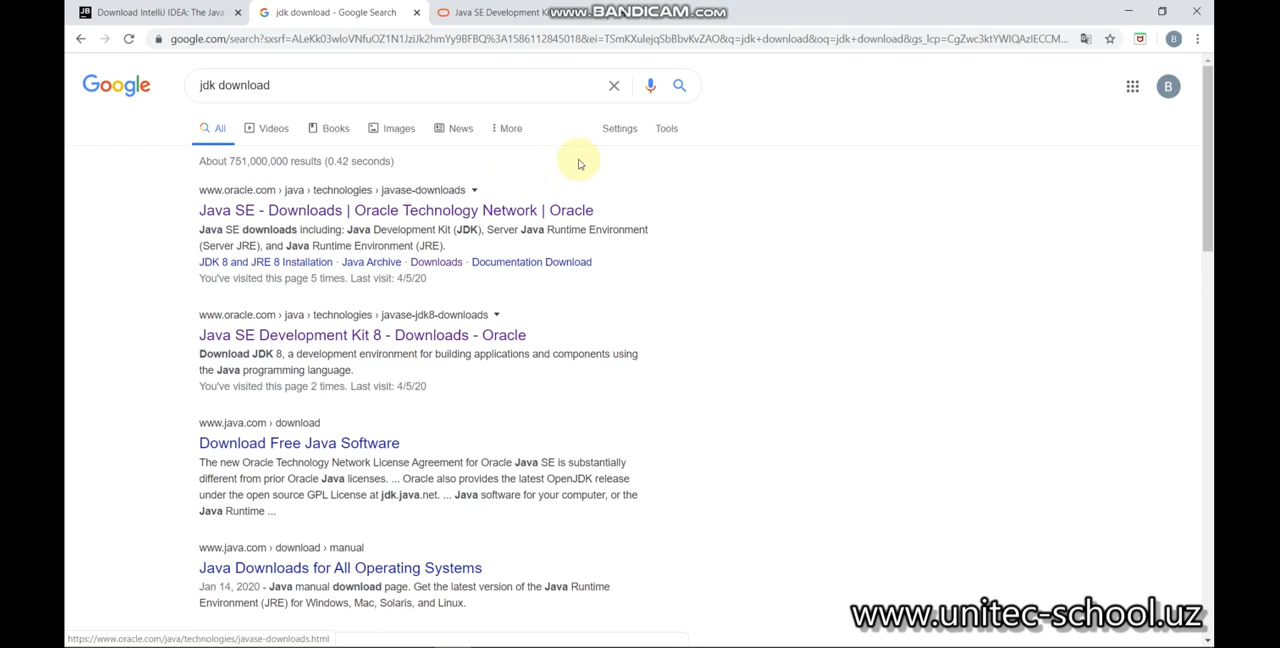 Download IntelliJ IDEA: The Java
jdk download - Google Search
Java SE Development Ki
www.BANDICAM.com
google.com/search?sxsrf=ALeKk03wIoVNfuOZ1N1JziJk2hmYy9BFBQ%3A1586112845018&ei=TSmKXulejqSbBbvKvZAO&q=jdk+download&oq=jdk+download&gs_lcp=CgZwc3ktYWIQAzIECCM...
B
Google
jdk download
B
All
Videos
Books
Images
News
More
Settings
Tools
About 751,000,000 results (0.42 seconds)
www.oracle.com › java › technologies › javase-downloads
Java SE - Downloads | Oracle Technology Network | Oracle
Java SE downloads including: Java Development Kit (JDK), Server Java Runtime Environment
(Server JRE), and Java Runtime Environment (JRE).
JDK 8 and JRE 8 Installation · Java Archive · Downloads · Documentation Download
You've visited this page 5 times. Last visit: 4/5/20
www.oracle.com › java › technologies › javase-jdk8-downloads
Java SE Development Kit 8 - Downloads - Oracle
Download JDK 8, a development environment for building applications and components using
the Java programming language.
You've visited this page 2 times. Last visit: 4/5/20
www.java.com › download
Download Free Java Software
The new Oracle Technology Network License Agreement for Oracle Java SE is substantially
different from prior Oracle Java licenses. ... Oracle also provides the latest OpenJDK release
under the open source GPL License at jdk.java.net. ... Java software for your computer, or the
Java Runtime ...
www.java.com › download › manual
Java Downloads for All Operating Systems
Jan 14, 2020 - Java manual download page. Get the latest version of the Java Runtime
Environment (JRE) for Windows, Mac, Solaris, and Linux.
www.unitec-school.uz
https://www.oracle.com/java/technologies/javase-downloads.html